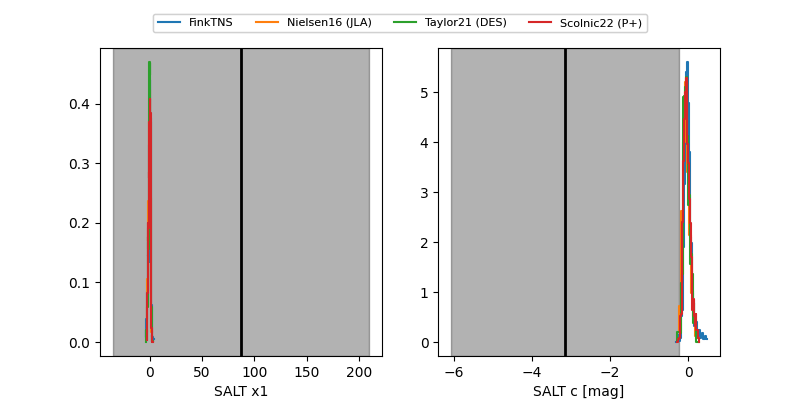 FinkTNS Nielsen16 (JLA) Taylor21 (DES) Scolnic22 (P+)
0.4
0.3
0.2
0.1
0.0
0 50 100 150 200
SALT x1
5
4
3
2
1
0
−6 −4 −2 0
SALT c [mag]